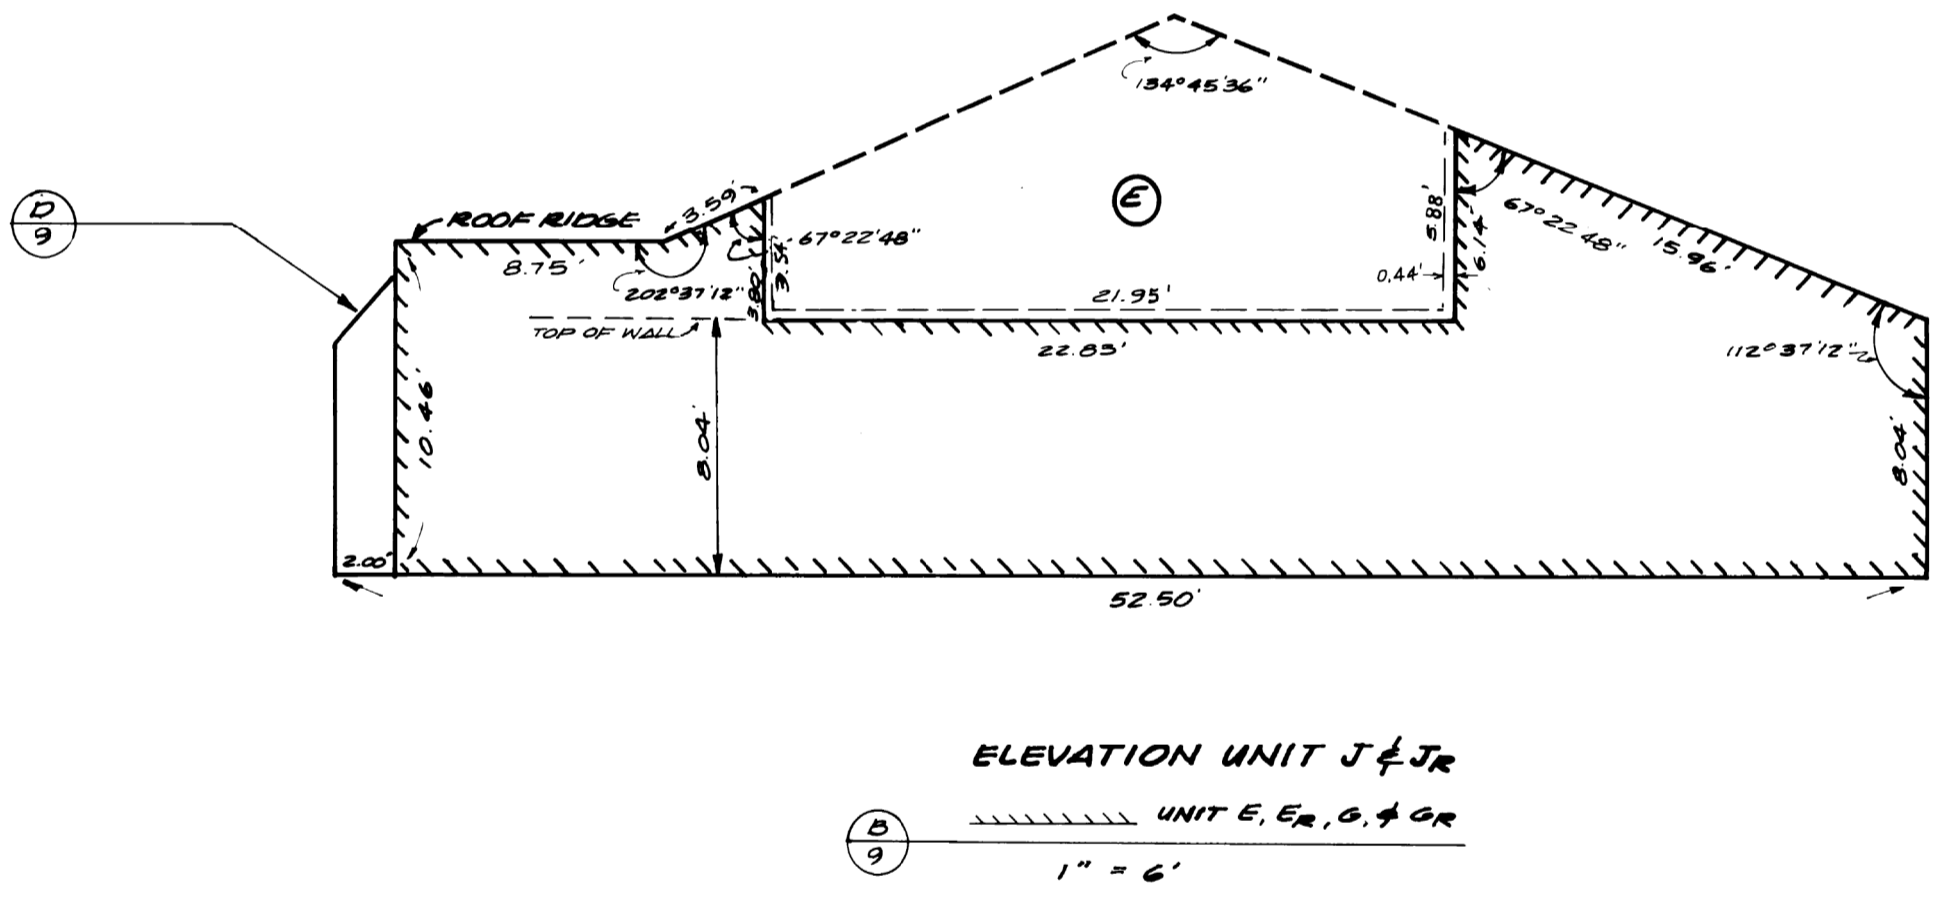 134°45'36"
E
D
9
ROOF RIDGE
3.59'
67°22'48"
8.75'
202°37'12"
3.80'
3.54'
5.88'
6.14'
67°22'48"
15.96'
0.44'
21.95'
TOP OF WALL
22.83'
112°37'12"
10.46'
8.04'
8.04'
2.00'
52.50'
ELEVATION UNIT J & JR
UNIT E, ER, G, & GR
B
9
1" = 6'